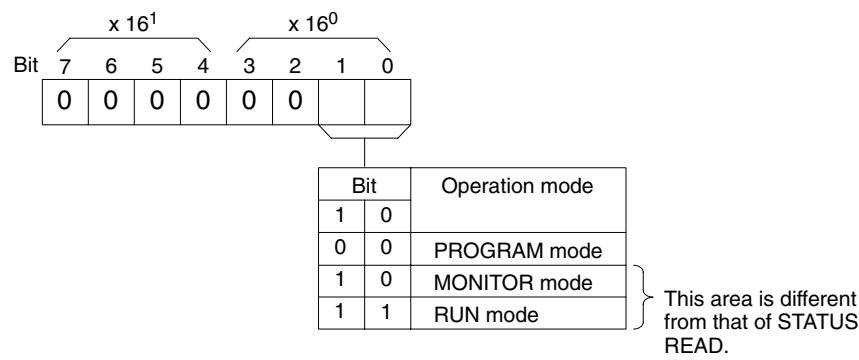 x 16¹ x 16⁰
Bit 7 6 5 4 3 2 1 0
0 0 0 0 0 0
Bit Operation mode
1 0
0 0 PROGRAM mode
1 0 MONITOR mode
1 1 RUN mode
This area is different
from that of STATUS
READ.